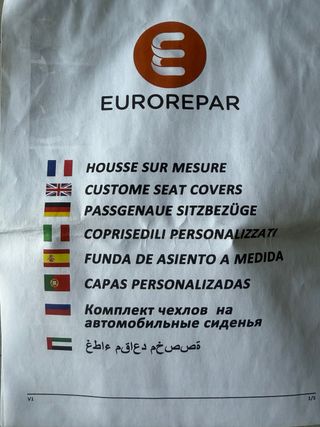 EUROREPAR
HOUSSE SUR MESURE
CUSTOME SEAT COVERS
PASSGENAUE SITZBEZÜGE
COPRISEDILI PERSONALIZZATI
FUNDA DE ASIENTO A MEDIDA
CAPAS PERSONALIZADAS
Комплект чехлов на
автомобильные сиденья
غطاء مقاعد مخصصة
V1
1/1